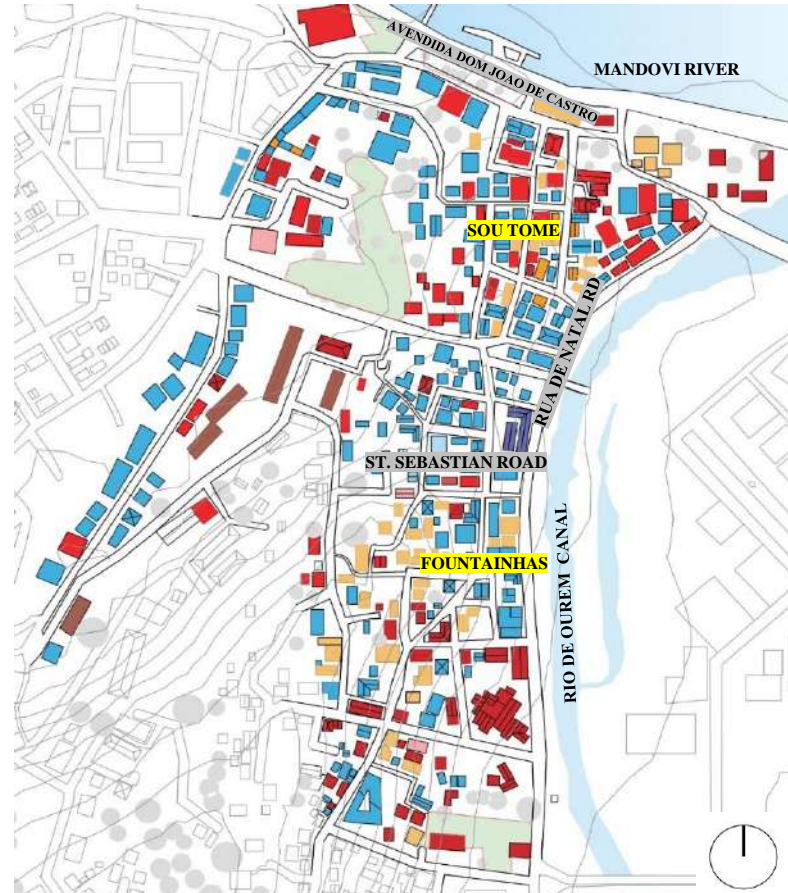 AVENDIDA DOM JOAO DE CASTRO
MANDOVI RIVER
SOU TOME
RUA DE NATAL RD
ST. SEBASTIAN ROAD
FOUNTAINHAS
RIO DE OUREM CANAL